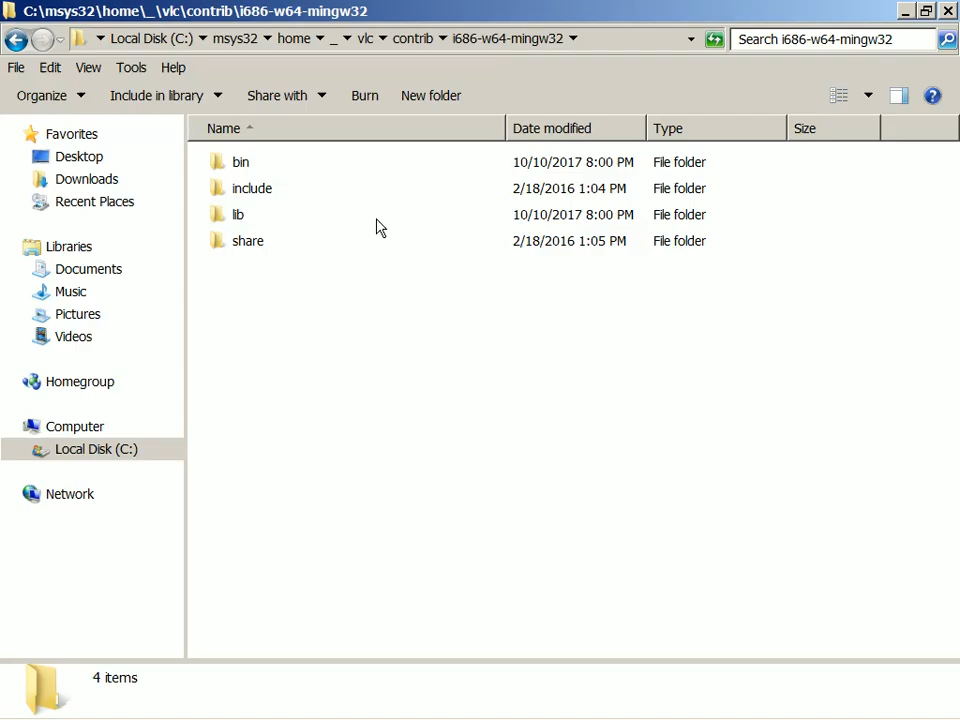 C:\msys32\home\_\vlc\contrib\i686-w64-mingw32
Local Disk (C:) msys32 home _ vlc contrib i686-w64-mingw32
Search i686-w64-mingw32
File Edit View Tools Help
Organize Include in library Share with Burn New folder
Name Date modified Type Size
Favorites
Desktop
Downloads
Recent Places
Libraries
Documents
Music
Pictures
Videos
Homegroup
Computer
Local Disk (C:)
Network
bin 10/10/2017 8:00 PM File folder
include 2/18/2016 1:04 PM File folder
lib 10/10/2017 8:00 PM File folder
share 2/18/2016 1:05 PM File folder
4 items